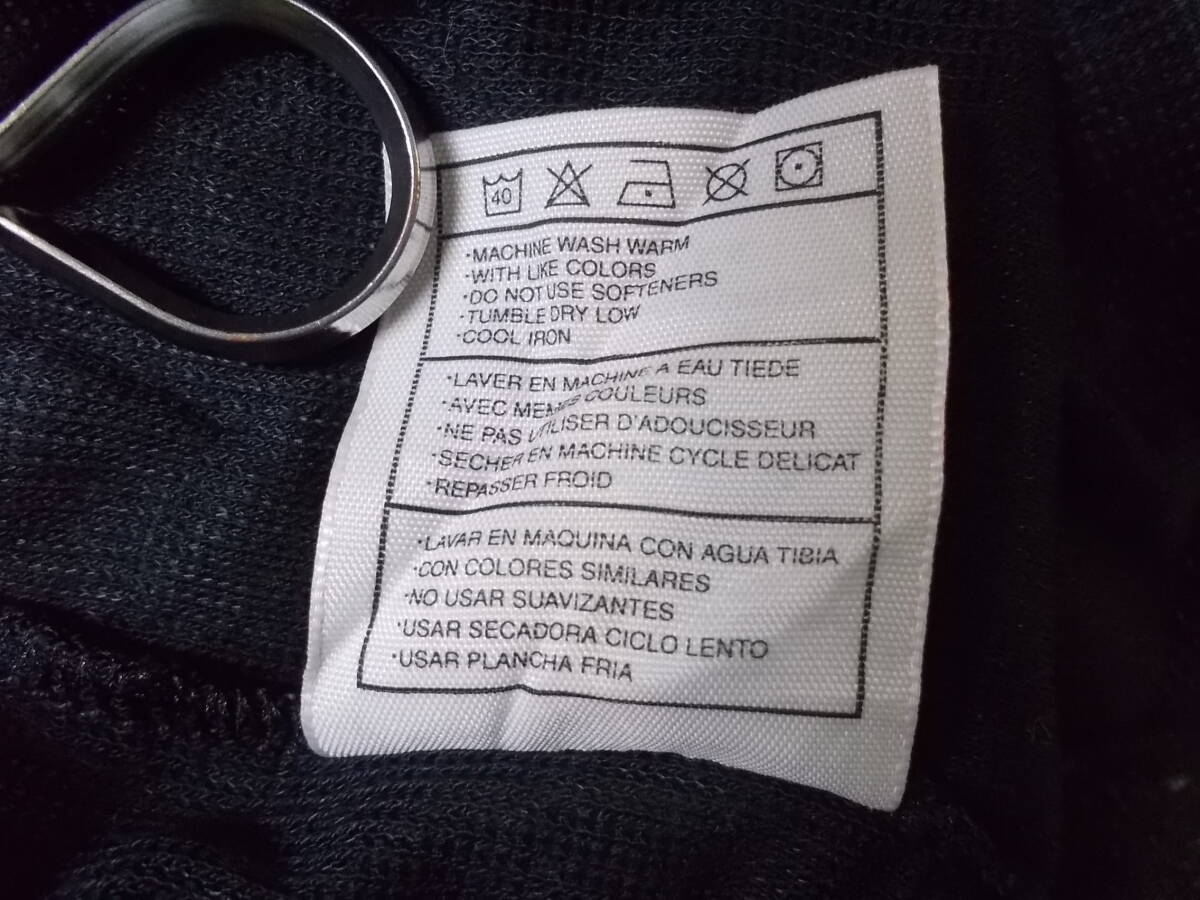 40
·MACHINE WASH WARM
·WITH LIKE COLORS
·DO NOT USE SOFTENERS
·TUMBLE DRY LOW
·COOL IRON
·LAVER EN MACHINE A EAU TIEDE
·AVEC MEMES COULEURS
·NE PAS UTILISER D'ADOUCISSEUR
·SECHER EN MACHINE CYCLE DELICAT
·REPASSER FROID
·LAVAR EN MAQUINA CON AGUA TIBIA
·CON COLORES SIMILARES
·NO USAR SUAVIZANTES
·USAR SECADORA CICLO LENTO
·USAR PLANCHA FRIA